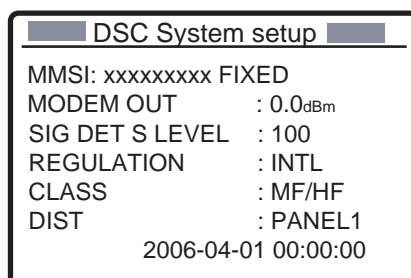 DSC System setup
MMSI: xxxxxxxxx FIXED
MODEM OUT : 0.0dBm
SIG DET S LEVEL : 100
REGULATION : INTL
CLASS : MF/HF
DIST : PANEL1
2006-04-01 00:00:00